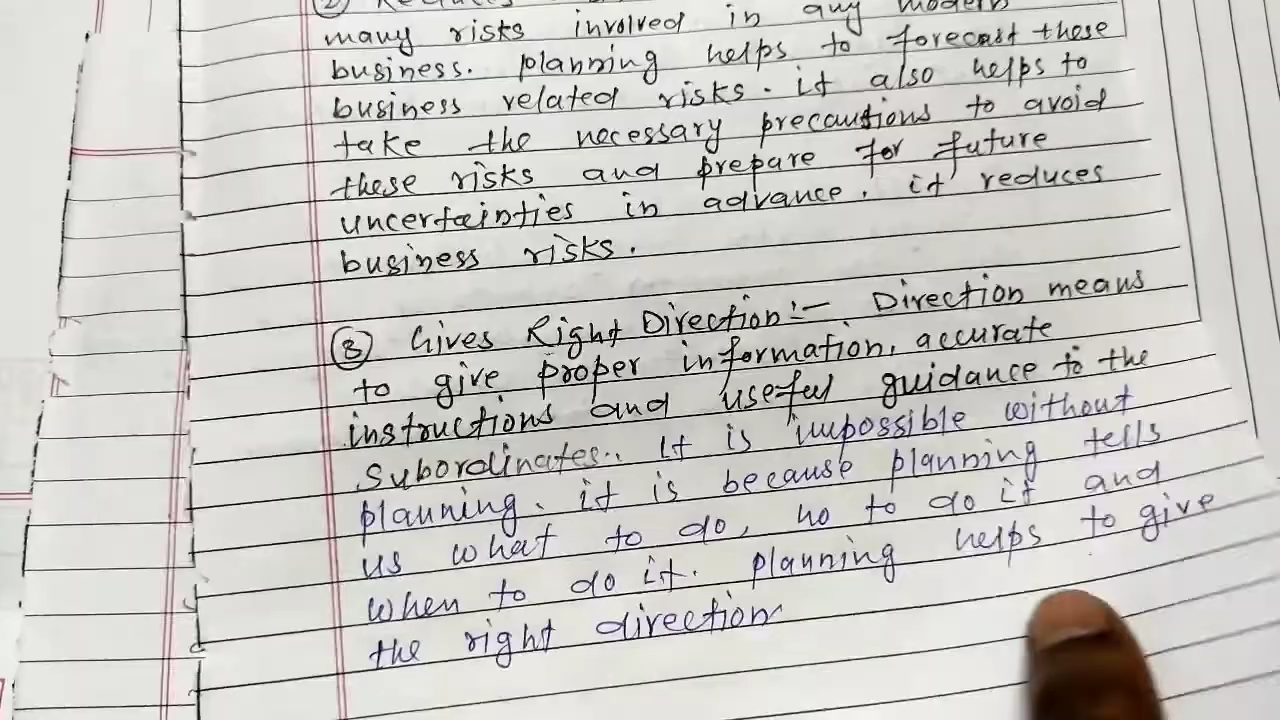 many risks involved in any modern
business. planning helps to forecast these
business related risks. it also helps to
take the necessary precautions to avoid
these risks and prepare for future
uncertainties in advance. it reduces
business risks.
(3) Gives Right Direction:- Direction means
to give proper information, accurate
instructions and useful guidance to the
subordinates.. It is impossible without
planning. it is because planning tells
us what to do, ho to do it and
when to do it. planning helps to give
the right direction